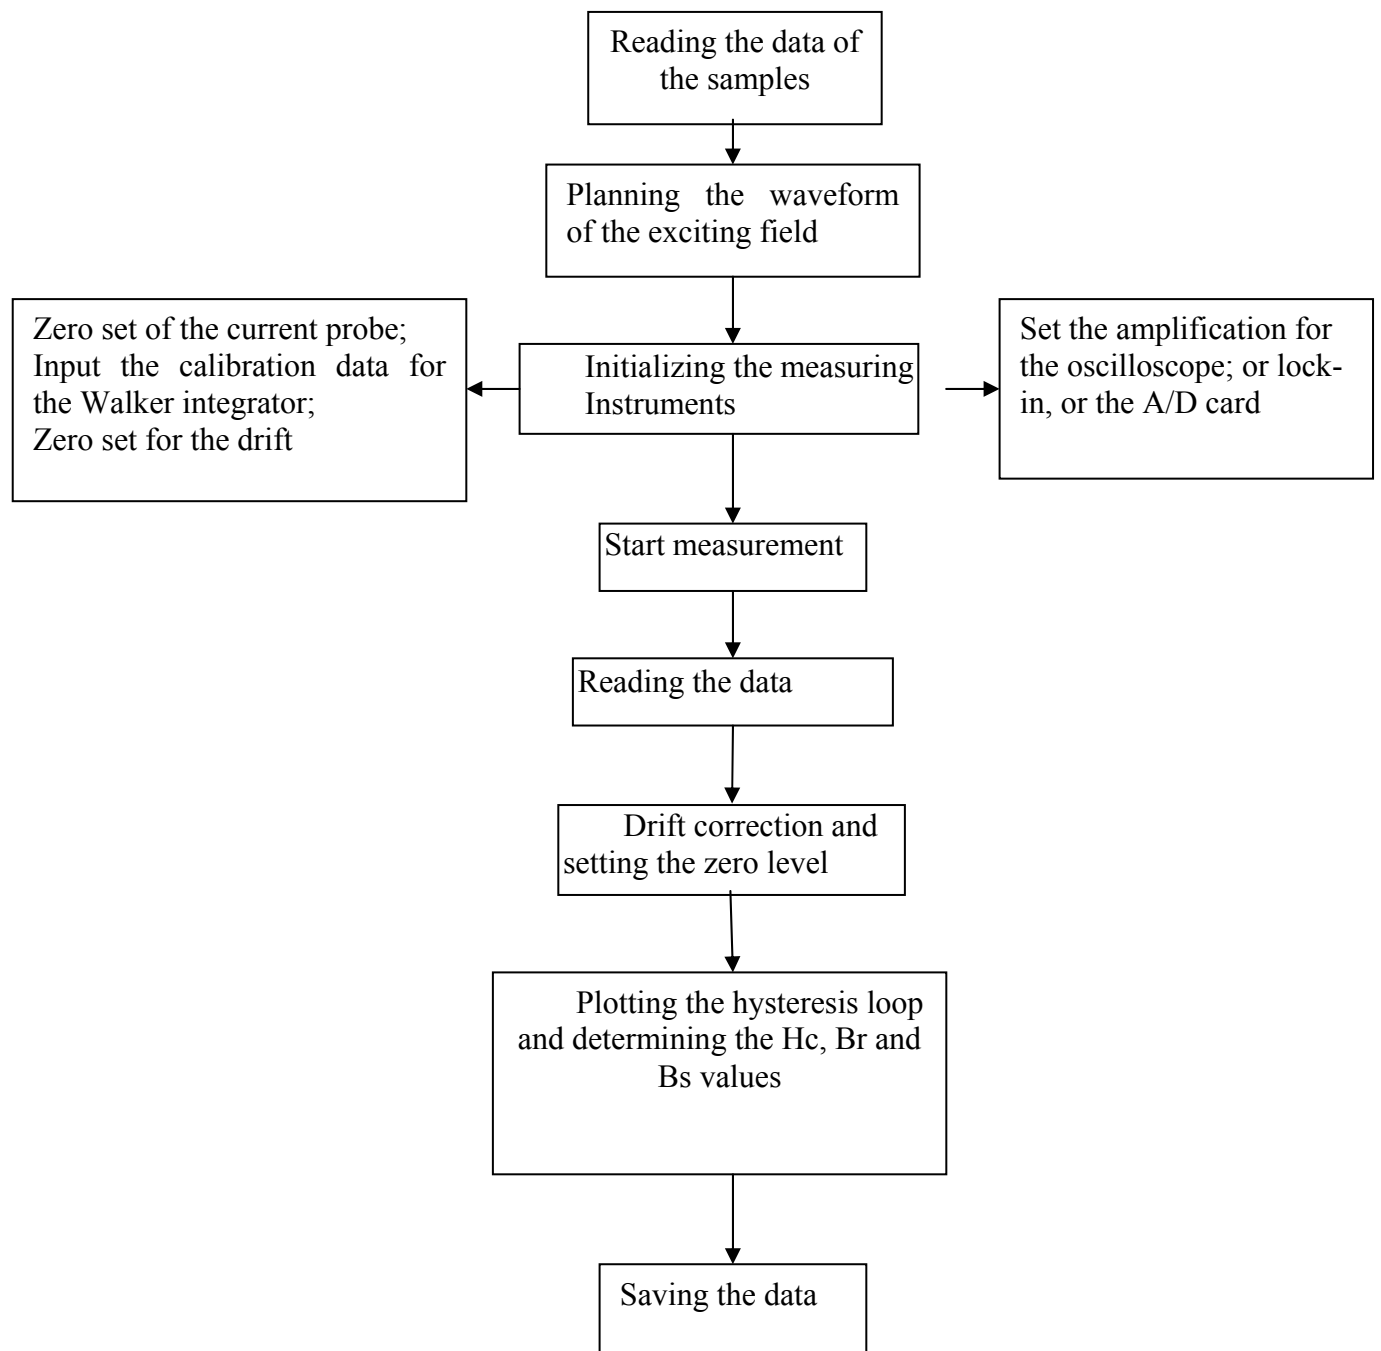 Reading the data of
the samples
Planning the waveform
of the exciting field
Zero set of the current probe;
Input the calibration data for
the Walker integrator;
Zero set for the drift
Initializing the measuring
Instruments
Set the amplification for
the oscilloscope; or lock-
in, or the A/D card
Start measurement
Reading the data
Drift correction and
setting the zero level
Plotting the hysteresis loop
and determining the Hc, Br and
Bs values
Saving the data